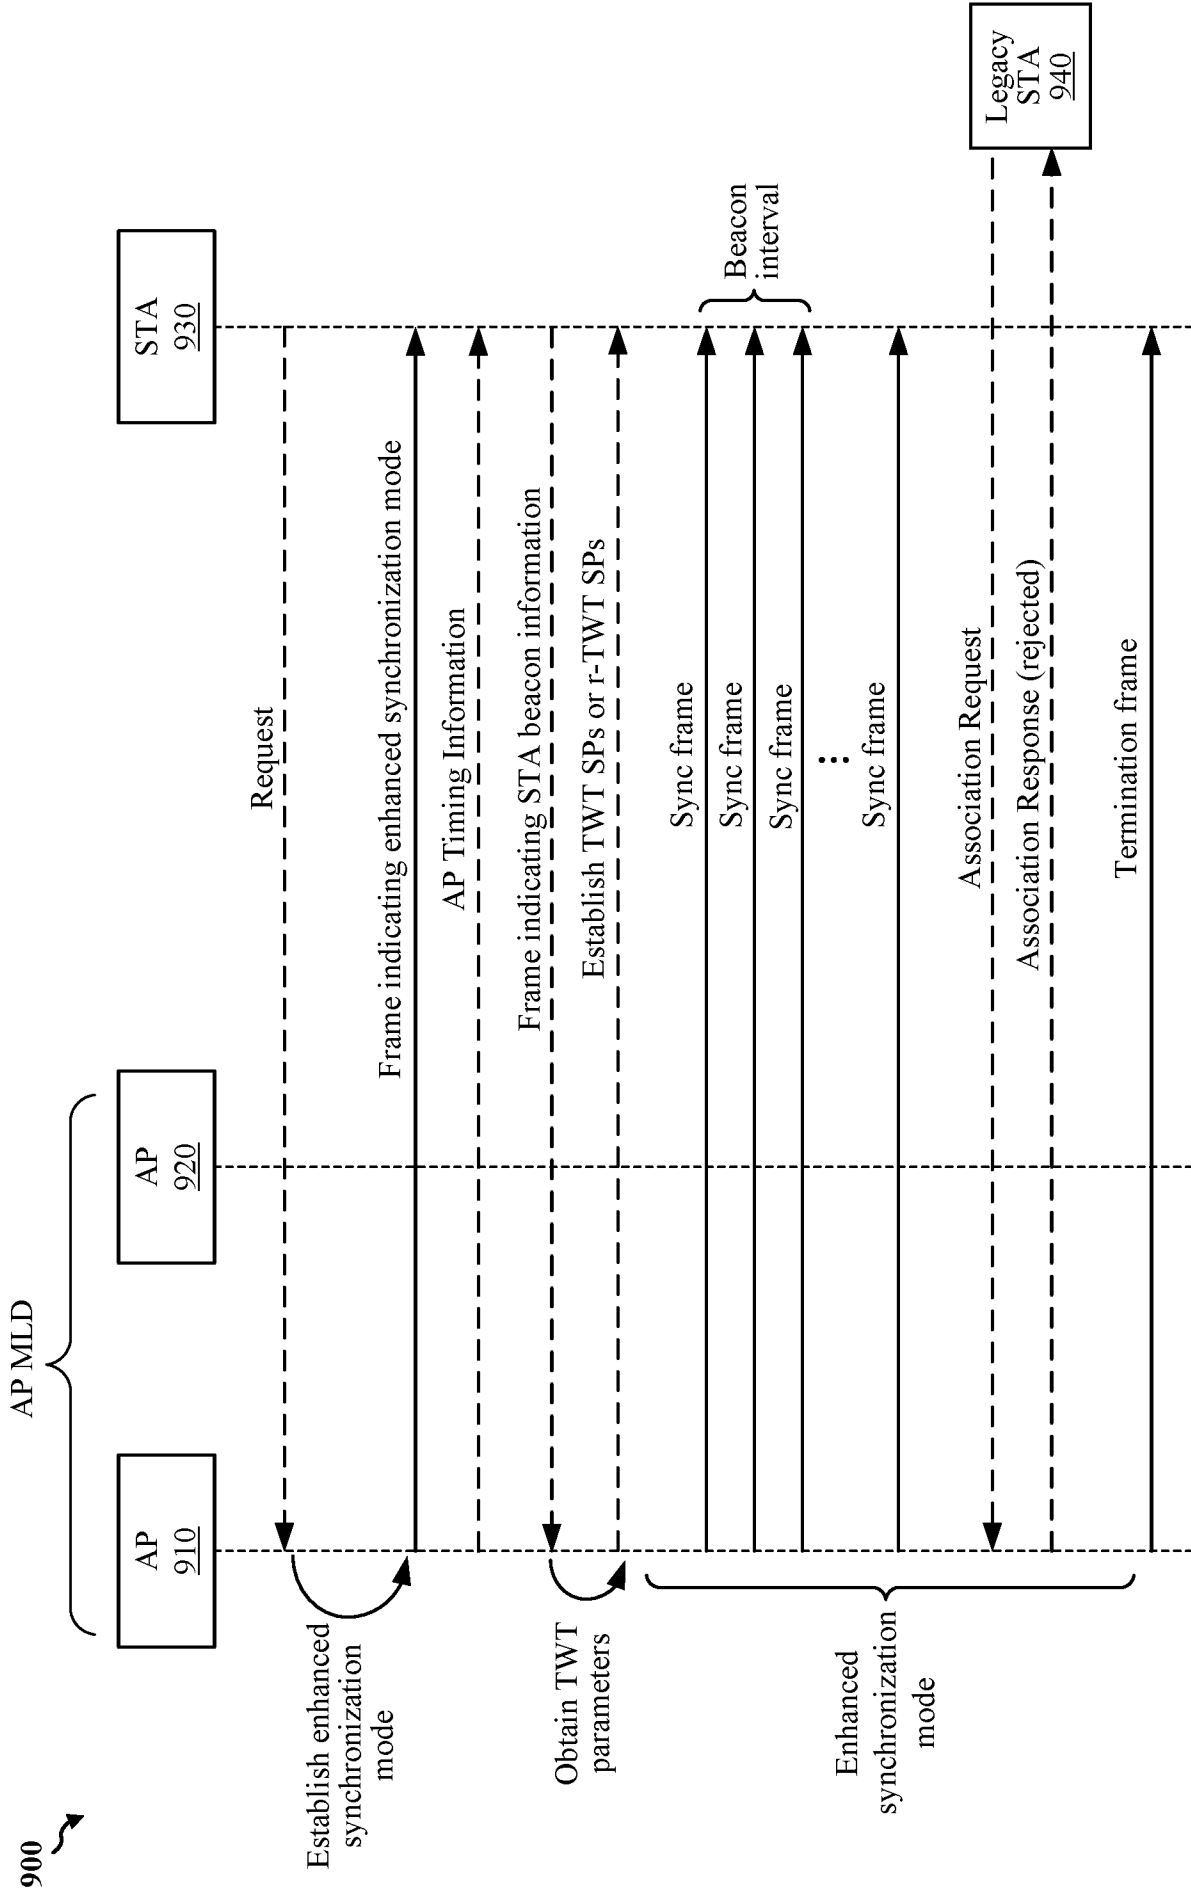 900
AP MLD
AP
910
AP
920
STA
930
Request
Establish enhanced
synchronization
mode
Frame indicating enhanced synchronization mode
AP Timing Information
Frame indicating STA beacon information
Obtain TWT
parameters
Establish TWT SPs or r-TWT SPs
Sync frame
Sync frame
Sync frame
⋮
Sync frame
Beacon
interval
Enhanced
synchronization
mode
Legacy
STA
940
Association Request
Association Response (rejected)
Termination frame